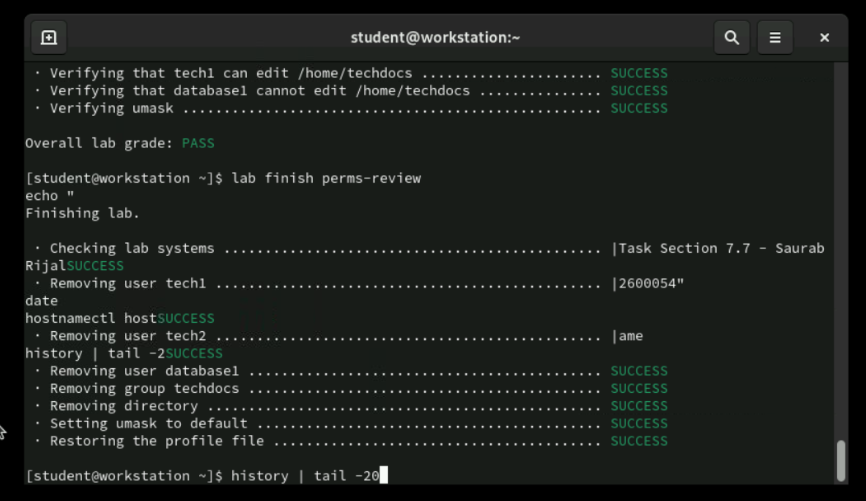 student@workstation:~
· Verifying that tech1 can edit /home/techdocs ...................... SUCCESS
· Verifying that database1 cannot edit /home/techdocs ............... SUCCESS
· Verifying umask ................................................... SUCCESS
Overall lab grade: PASS
[student@workstation ~]$ lab finish perms-review
echo "
Finishing lab.
· Checking lab systems .............................................. |Task Section 7.7 - Saurab
RijalSUCCESS
· Removing user tech1 ............................................... |2600054"
date
hostnamectl hostSUCCESS
· Removing user tech2 ............................................... |ame
history | tail -2SUCCESS
· Removing user database1 ........................................... SUCCESS
· Removing group techdocs ........................................... SUCCESS
· Removing directory ................................................ SUCCESS
· Setting umask to default .......................................... SUCCESS
· Restoring the profile file ........................................ SUCCESS
[student@workstation ~]$ history | tail -20